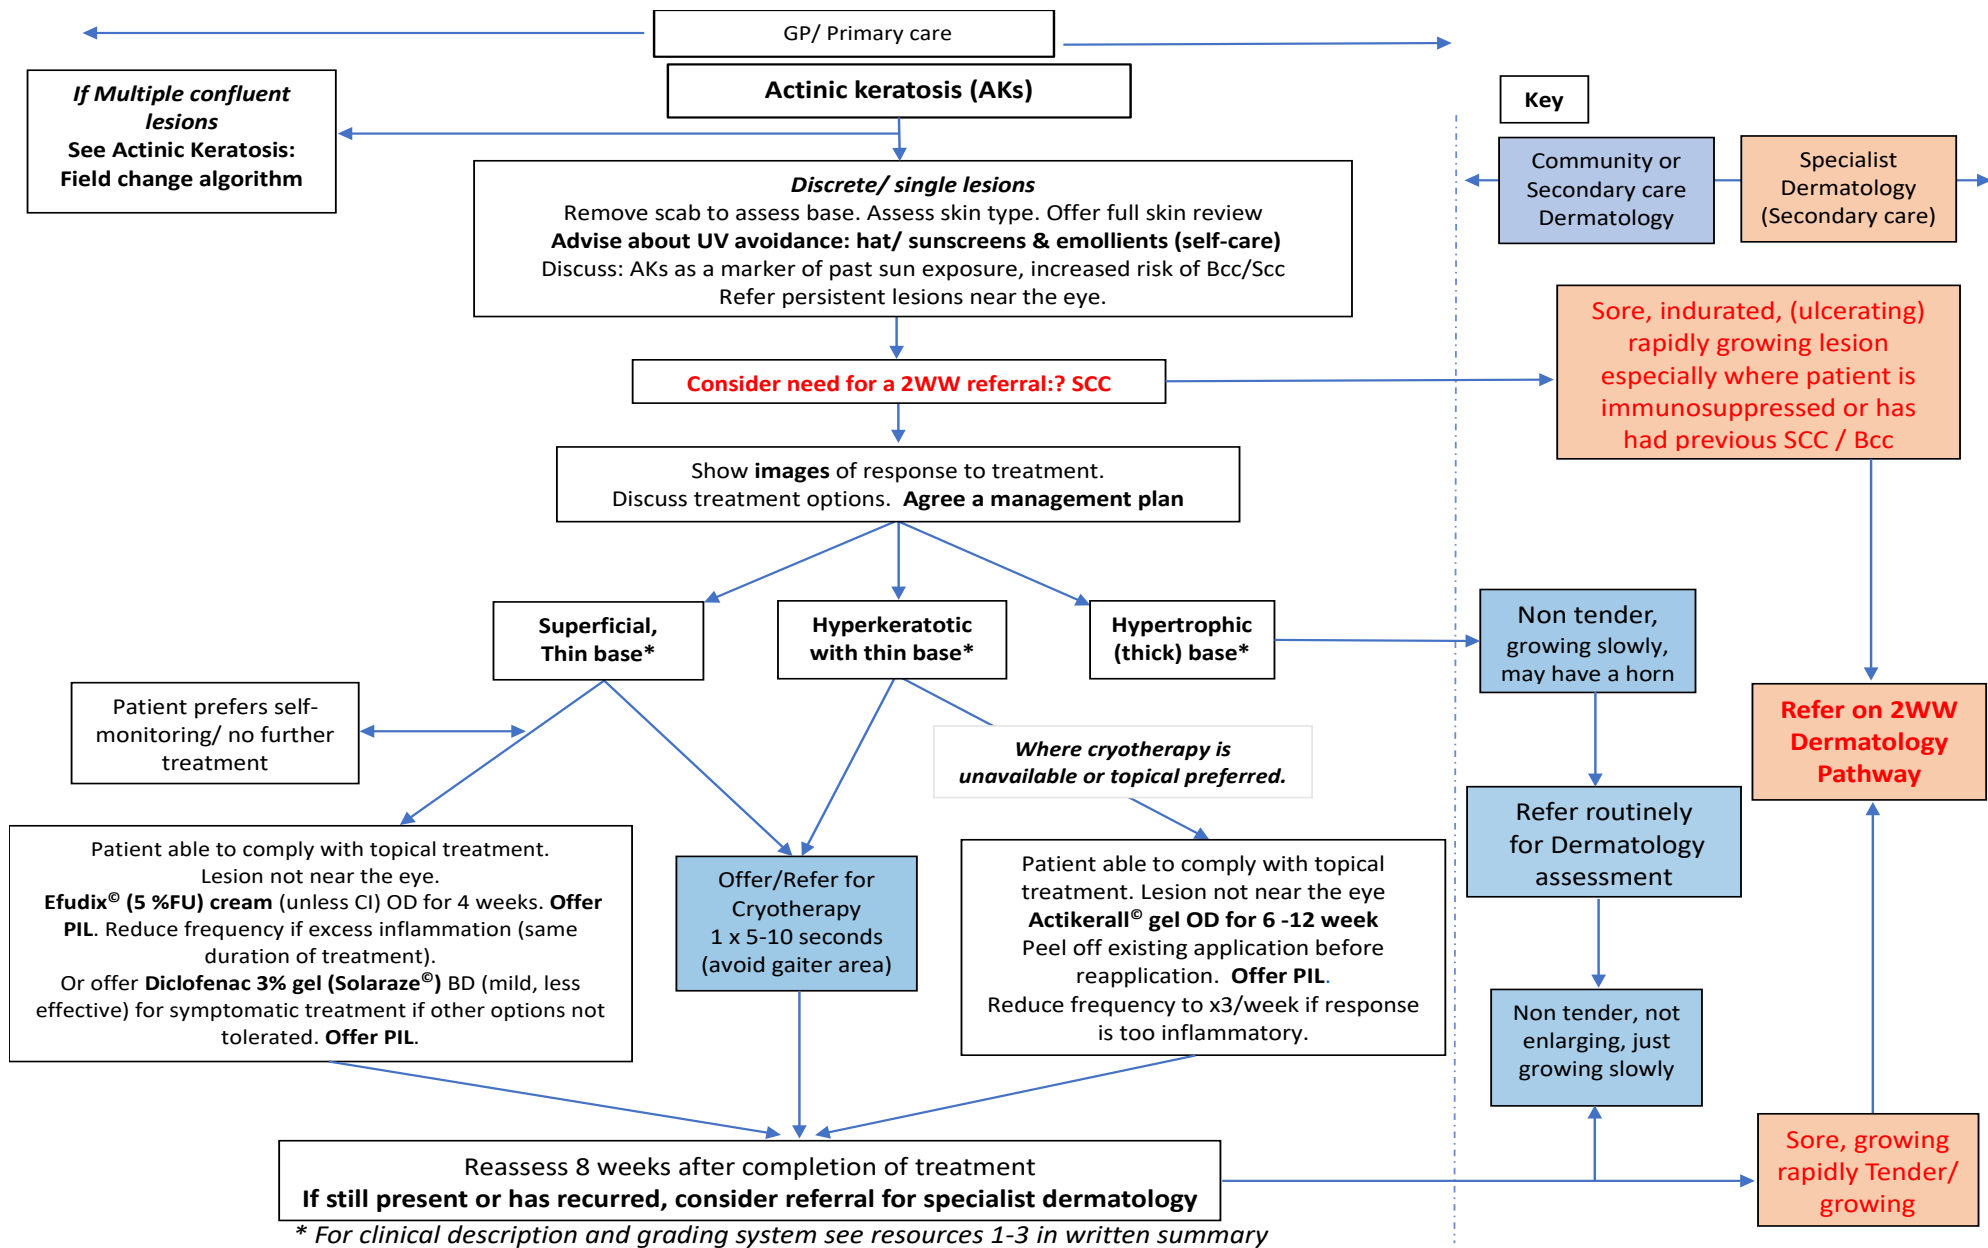 GP/ Primary care
Actinic keratosis (AKs)
If Multiple confluent
lesions
See Actinic Keratosis:
Field change algorithm
Key
Community or
Secondary care
Dermatology
Specialist
Dermatology
(Secondary care)
Discrete/ single lesions
Remove scab to assess base. Assess skin type. Offer full skin review
Advise about UV avoidance: hat/ sunscreens & emollients (self-care)
Discuss: AKs as a marker of past sun exposure, increased risk of Bcc/Scc
Refer persistent lesions near the eye.
Consider need for a 2WW referral:? SCC
Sore, indurated, (ulcerating)
rapidly growing lesion
especially where patient is
immunosuppressed or has
had previous SCC / Bcc
Show images of response to treatment.
Discuss treatment options. Agree a management plan
Superficial,
Thin base*
Hyperkeratotic
with thin base*
Hypertrophic
(thick) base*
Non tender,
growing slowly,
may have a horn
Patient prefers self-
monitoring/ no further
treatment
Where cryotherapy is
unavailable or topical preferred.
Refer on 2WW
Dermatology
Pathway
Patient able to comply with topical treatment.
Lesion not near the eye.
Efudix© (5 %FU) cream (unless CI) OD for 4 weeks. Offer
PIL. Reduce frequency if excess inflammation (same
duration of treatment).
Or offer Diclofenac 3% gel (Solaraze©) BD (mild, less
effective) for symptomatic treatment if other options not
tolerated. Offer PIL.
Offer/Refer for
Cryotherapy
1 x 5-10 seconds
(avoid gaiter area)
Patient able to comply with topical
treatment. Lesion not near the eye
Actikerall© gel OD for 6 -12 week
Peel off existing application before
reapplication. Offer PIL.
Reduce frequency to x3/week if response
is too inflammatory.
Refer routinely
for Dermatology
assessment
Non tender, not
enlarging, just
growing slowly
Reassess 8 weeks after completion of treatment
If still present or has recurred, consider referral for specialist dermatology
Sore, growing
rapidly Tender/
growing
* For clinical description and grading system see resources 1-3 in written summary